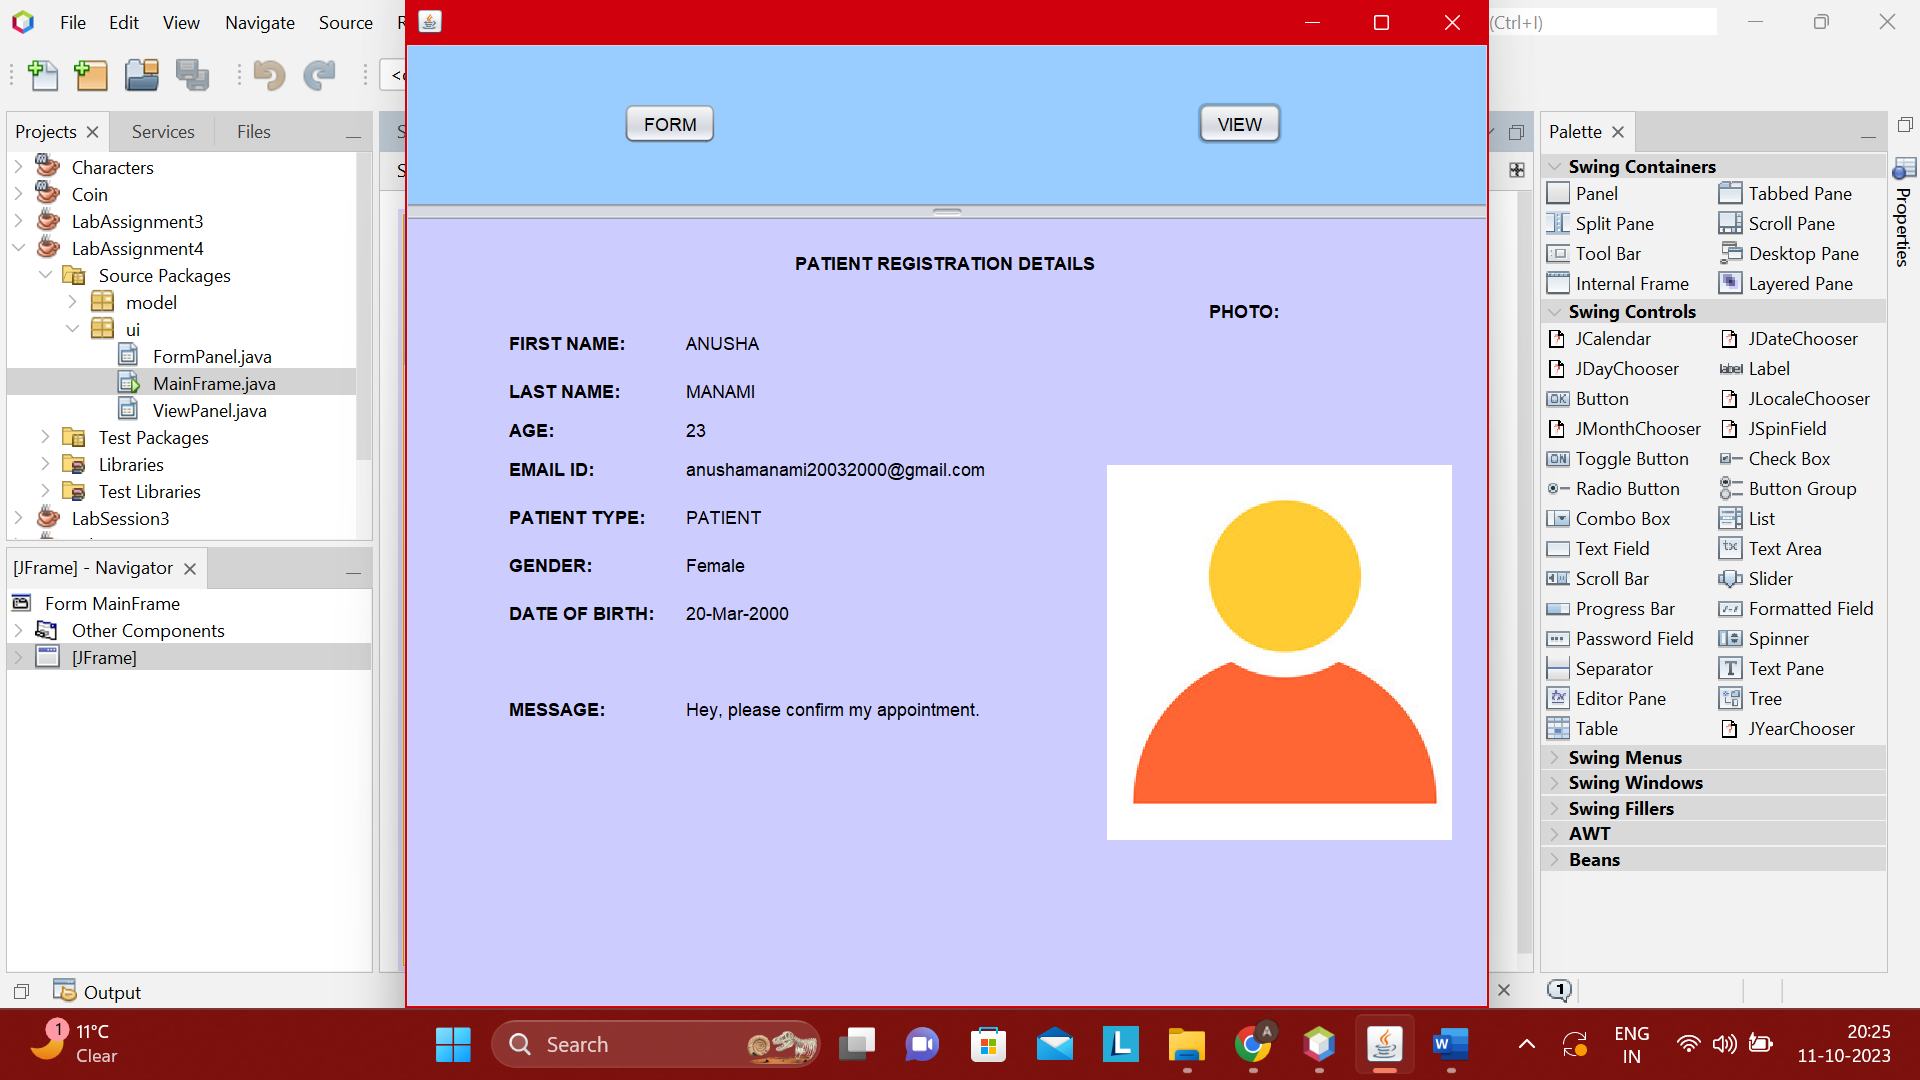 File Edit View Navigate Source
(Ctrl+I)
Projects
Services
Files
Characters
Coin
LabAssignment3
LabAssignment4
Source Packages
model
ui
FormPanel.java
MainFrame.java
ViewPanel.java
Test Packages
Libraries
Test Libraries
LabSession3
[JFrame] - Navigator
Form MainFrame
Other Components
[JFrame]
Output
FORM
VIEW
PATIENT REGISTRATION DETAILS
PHOTO:
FIRST NAME: ANUSHA
LAST NAME: MANAMI
AGE: 23
EMAIL ID: anushamanami20032000@gmail.com
PATIENT TYPE: PATIENT
GENDER: Female
DATE OF BIRTH: 20-Mar-2000
MESSAGE: Hey, please confirm my appointment.
Palette
Swing Containers
Panel Tabbed Pane
Split Pane Scroll Pane
Tool Bar Desktop Pane
Internal Frame Layered Pane
Swing Controls
JCalendar JDateChooser
JDayChooser Label
Button JLocaleChooser
JMonthChooser JSpinField
Toggle Button Check Box
Radio Button Button Group
Combo Box List
Text Field Text Area
Scroll Bar Slider
Progress Bar Formatted Field
Password Field Spinner
Separator Text Pane
Editor Pane Tree
Table JYearChooser
Swing Menus
Swing Windows
Swing Fillers
AWT
Beans
Properties
1
1
11°C
Clear
Search
A
ENG
IN
20:25
11-10-2023